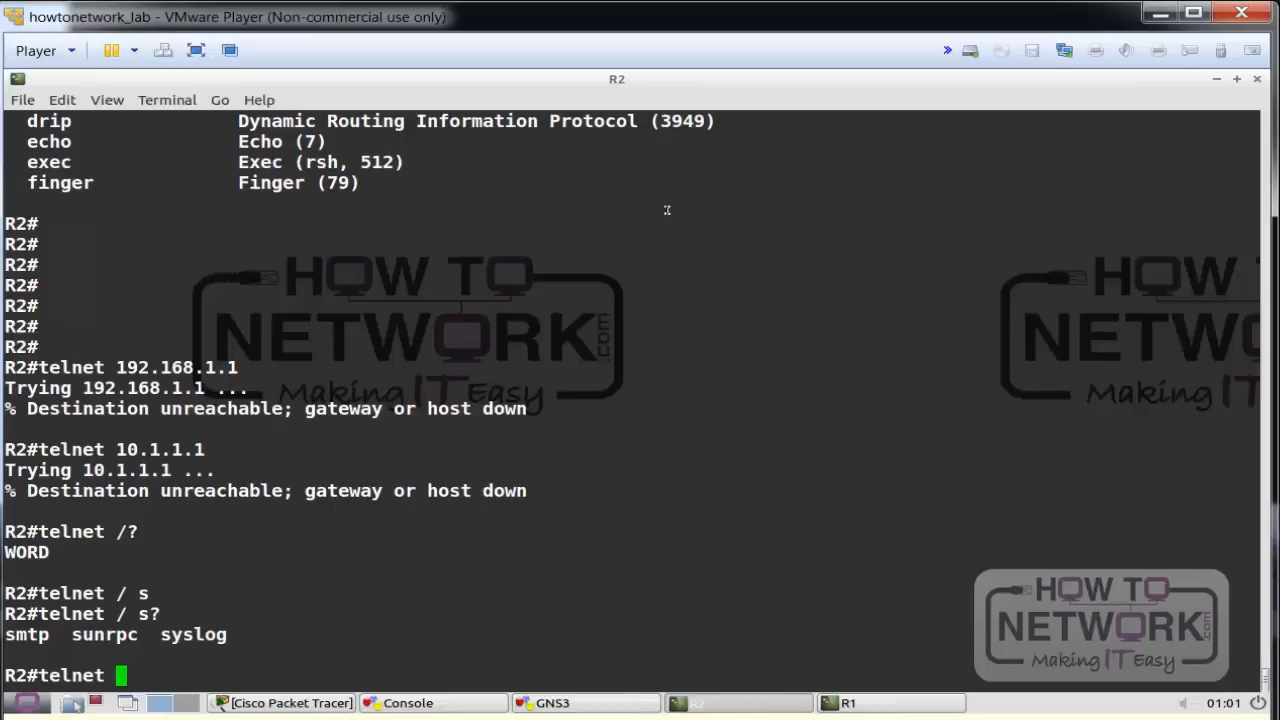 howtonetwork_lab - VMware Player (Non-commercial use only)
Player
R2
File Edit View Terminal Go Help
drip Dynamic Routing Information Protocol (3949)
echo Echo (7)
exec Exec (rsh, 512)
finger Finger (79)
R2#
R2#
R2#
R2#
R2#
R2#
R2#
R2#telnet 192.168.1.1
Trying 192.168.1.1 ...
% Destination unreachable; gateway or host down
R2#telnet 10.1.1.1
Trying 10.1.1.1 ...
% Destination unreachable; gateway or host down
R2#telnet /?
WORD
R2#telnet / s
R2#telnet / s?
smtp sunrpc syslog
R2#telnet
HOW TO
NETWORK.com
Making IT Easy
HOW TO
NETWO
Making IT
HOW TO
NETWORK.com
Making IT Easy
[Cisco Packet Tracer] Console GNS3 R2 R1 01:01